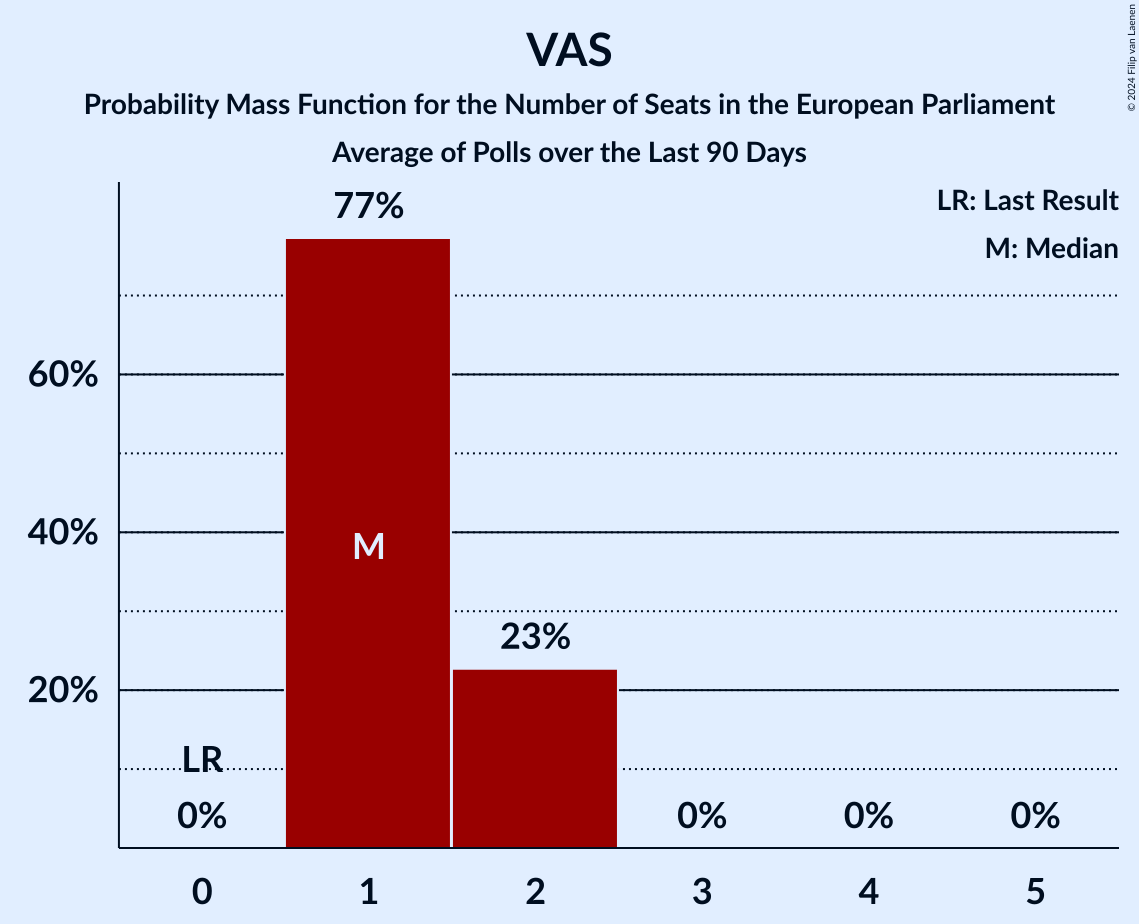 VAS
Probability Mass Function for the Number of Seats in the European Parliament
Average of Polls over the Last 90 Days
© 2024 Filip van Laenen
LR: Last Result
M: Median
77%
60%
40%
M
23%
20%
LR
0%
0%
0%
0%
0
1
2
3
4
5